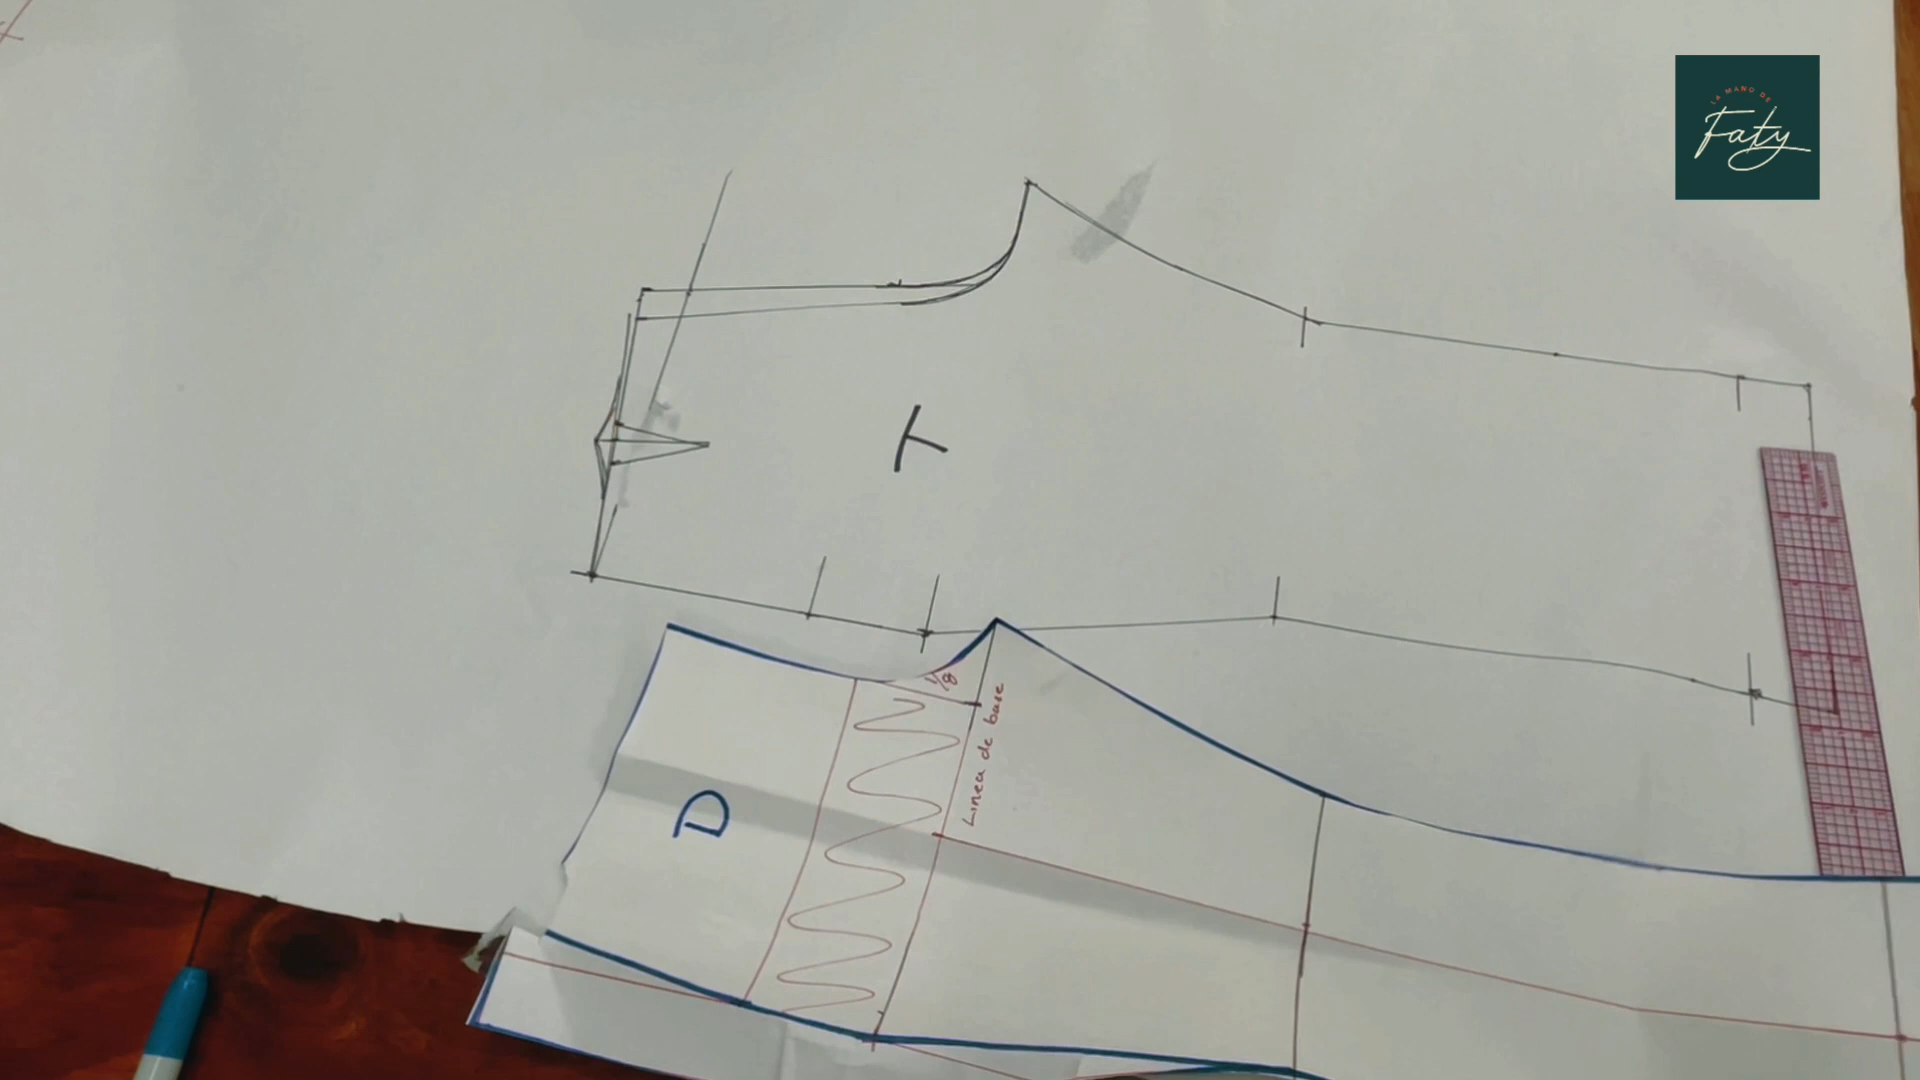 LA MANO DE
Faty
T
1/8
Linea de base
D